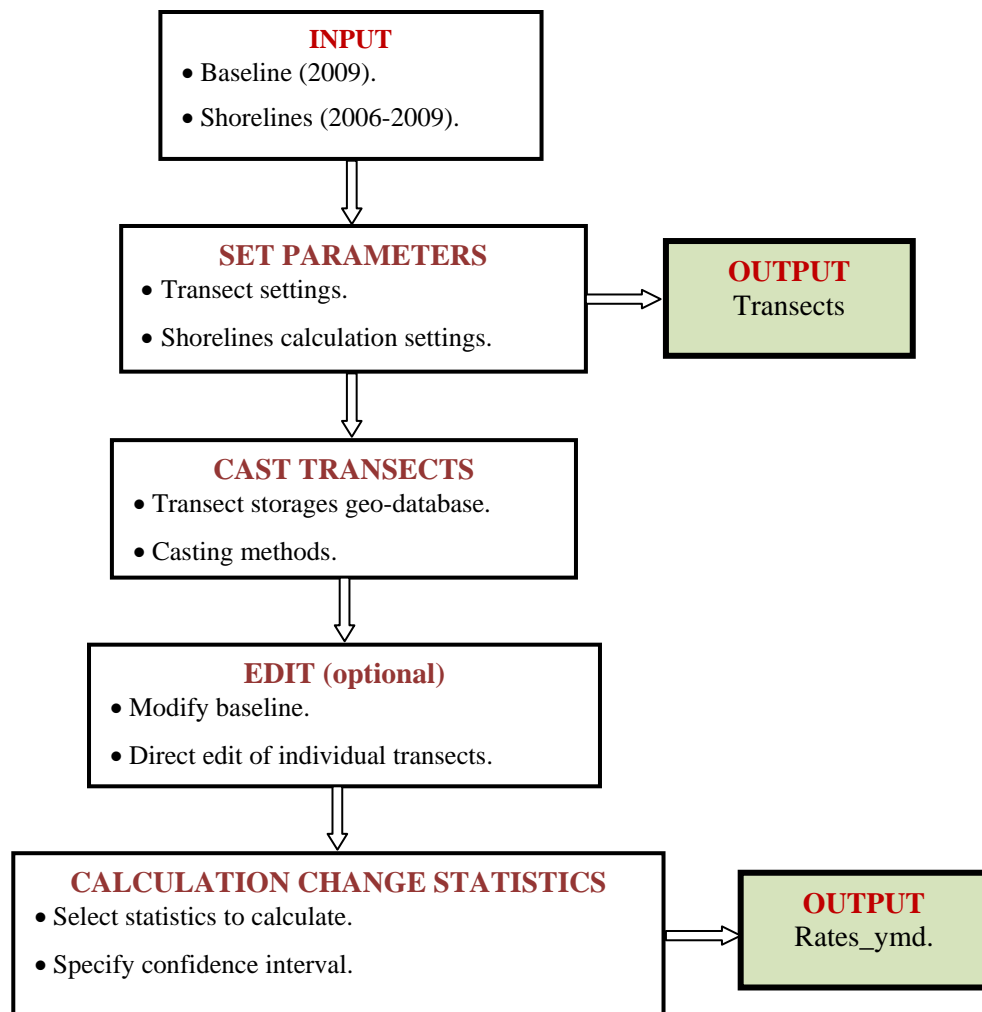 INPUT
• Baseline (2009).
• Shorelines (2006-2009).
SET PARAMETERS
• Transect settings.
• Shorelines calculation settings.
OUTPUT
Transects
CAST TRANSECTS
• Transect storages geo-database.
• Casting methods.
EDIT (optional)
• Modify baseline.
• Direct edit of individual transects.
CALCULATION CHANGE STATISTICS
• Select statistics to calculate.
• Specify confidence interval.
OUTPUT
Rates_ymd.